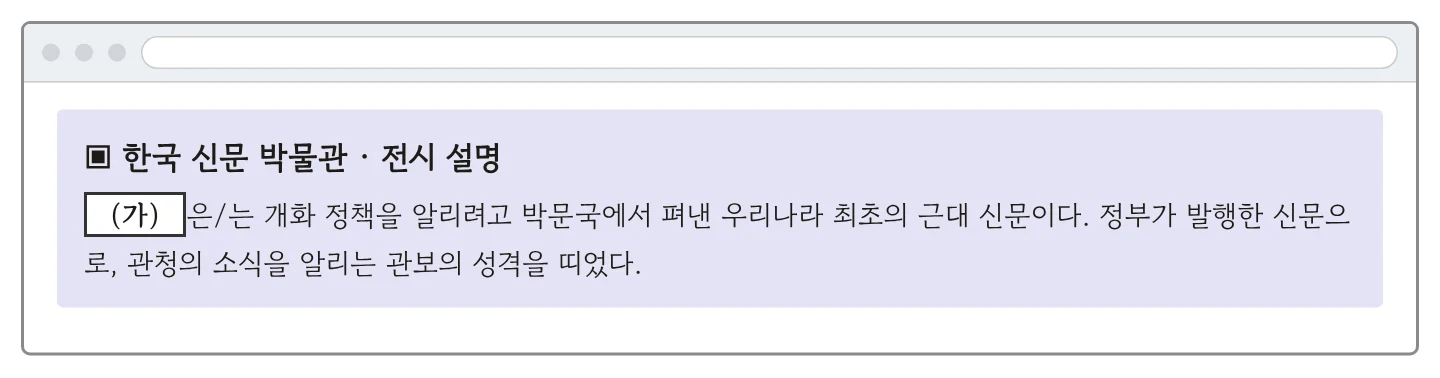 ▣ 한국 신문 박물관 · 전시 설명
(가) 은/는 개화 정책을 알리려고 박문국에서 펴낸 우리나라 최초의 근대 신문이다. 정부가 발행한 신문으
로, 관청의 소식을 알리는 관보의 성격을 띠었다.